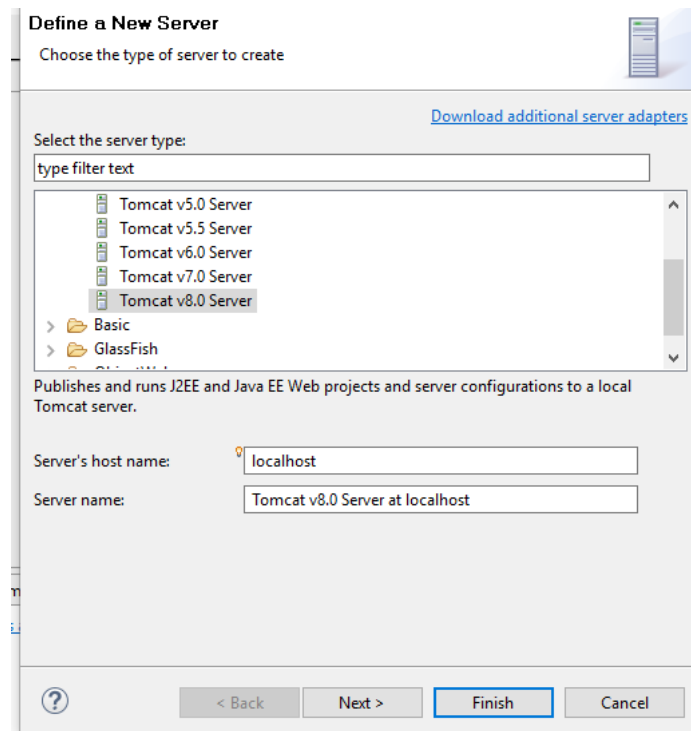 Define a New Server
Choose the type of server to create
Download additional server adapters
Select the server type:
type filter text
Tomcat v5.0 Server
Tomcat v5.5 Server
Tomcat v6.0 Server
Tomcat v7.0 Server
Tomcat v8.0 Server
Basic
GlassFish
Publishes and runs J2EE and Java EE Web projects and server configurations to a local
Tomcat server.
Server's host name:
localhost
Server name:
Tomcat v8.0 Server at localhost
?
< Back
Next >
Finish
Cancel